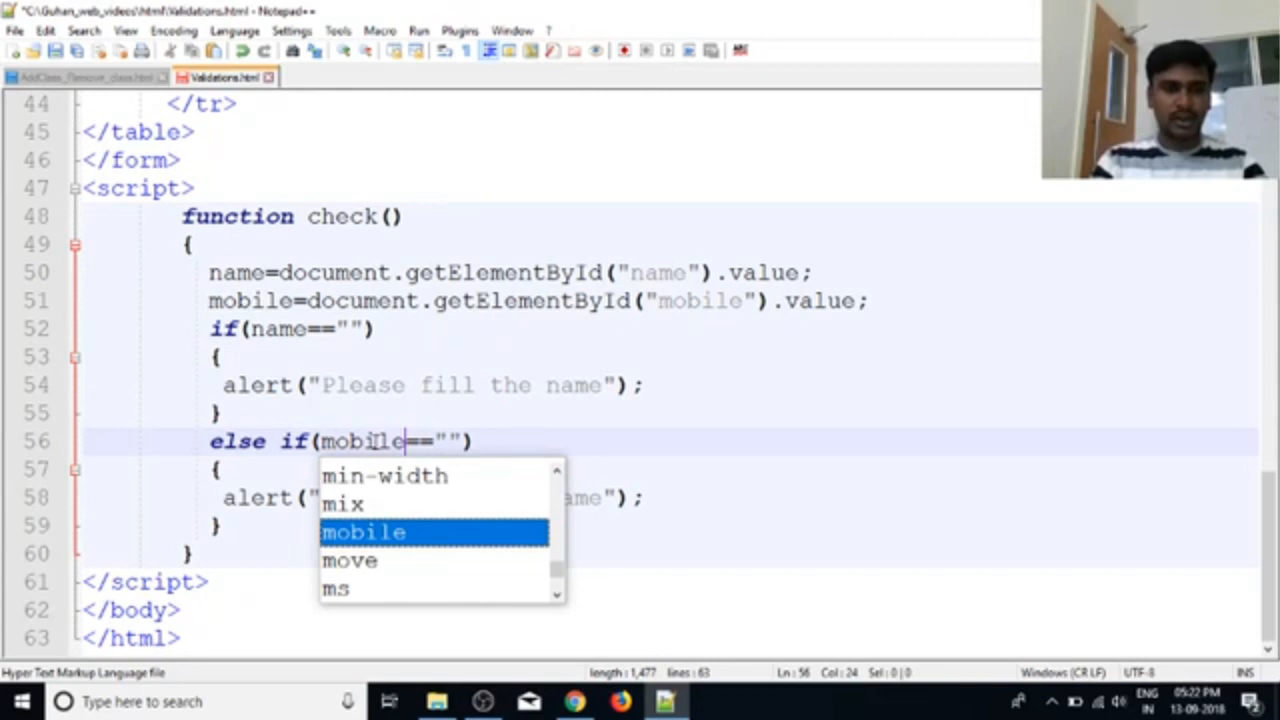 *C:\Guhan_web_videos\html\Validations.html - Notepad++
File Edit Search View Encoding Language Settings Tools Macro Run Plugins Window ?
AddClass_Remove_class.html Validations.html
44 </tr>
45 </table>
46 </form>
47 <script>
48 function check()
49 {
50 name=document.getElementById("name").value;
51 mobile=document.getElementById("mobile").value;
52 if(name=="")
53 {
54 alert("Please fill the name");
55 }
56 else if(mobile=="")
57 {
min-width
58 alert(" ame");
mix
59 }
mobile
60 }
move
61 </script>
ms
62 </body>
63 </html>
Hyper Text Markup Language file length : 1,477 lines : 63 Ln : 56 Col : 24 Sel : 0 | 0 Windows (CR LF) UTF-8 INS
Type here to search
ENG 05:22 PM
IN 13-09-2018
2